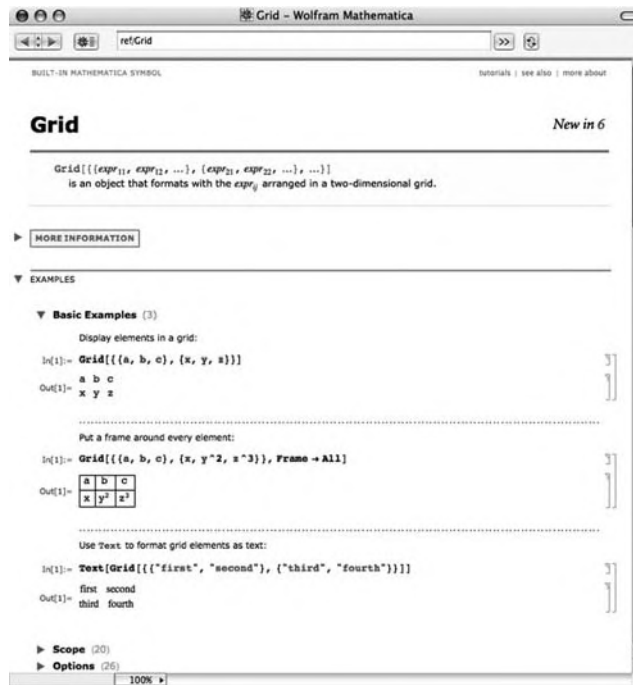 Grid – Wolfram Mathematica
ref/Grid
>>
BUILT-IN MATHEMATICA SYMBOL tutorials | see also | more about
Grid New in 6
Grid[{{expr₁₁, expr₁₂, ...}, {expr₂₁, expr₂₂, ...}, ...}]
is an object that formats with the exprᵢⱼ arranged in a two-dimensional grid.
MORE INFORMATION
EXAMPLES
Basic Examples (3)
Display elements in a grid:
In[1]:= Grid[{{a, b, c}, {x, y, z}}]
Out[1]= a b c
x y z
Put a frame around every element:
In[1]:= Grid[{{a, b, c}, {x, y^2, z^3}}, Frame → All]
Out[1]= a b c
x y² z³
Use Text to format grid elements as text:
In[1]:= Text[Grid[{{"first", "second"}, {"third", "fourth"}}]]
Out[1]= first second
third fourth
Scope (20)
Options (26)
100%